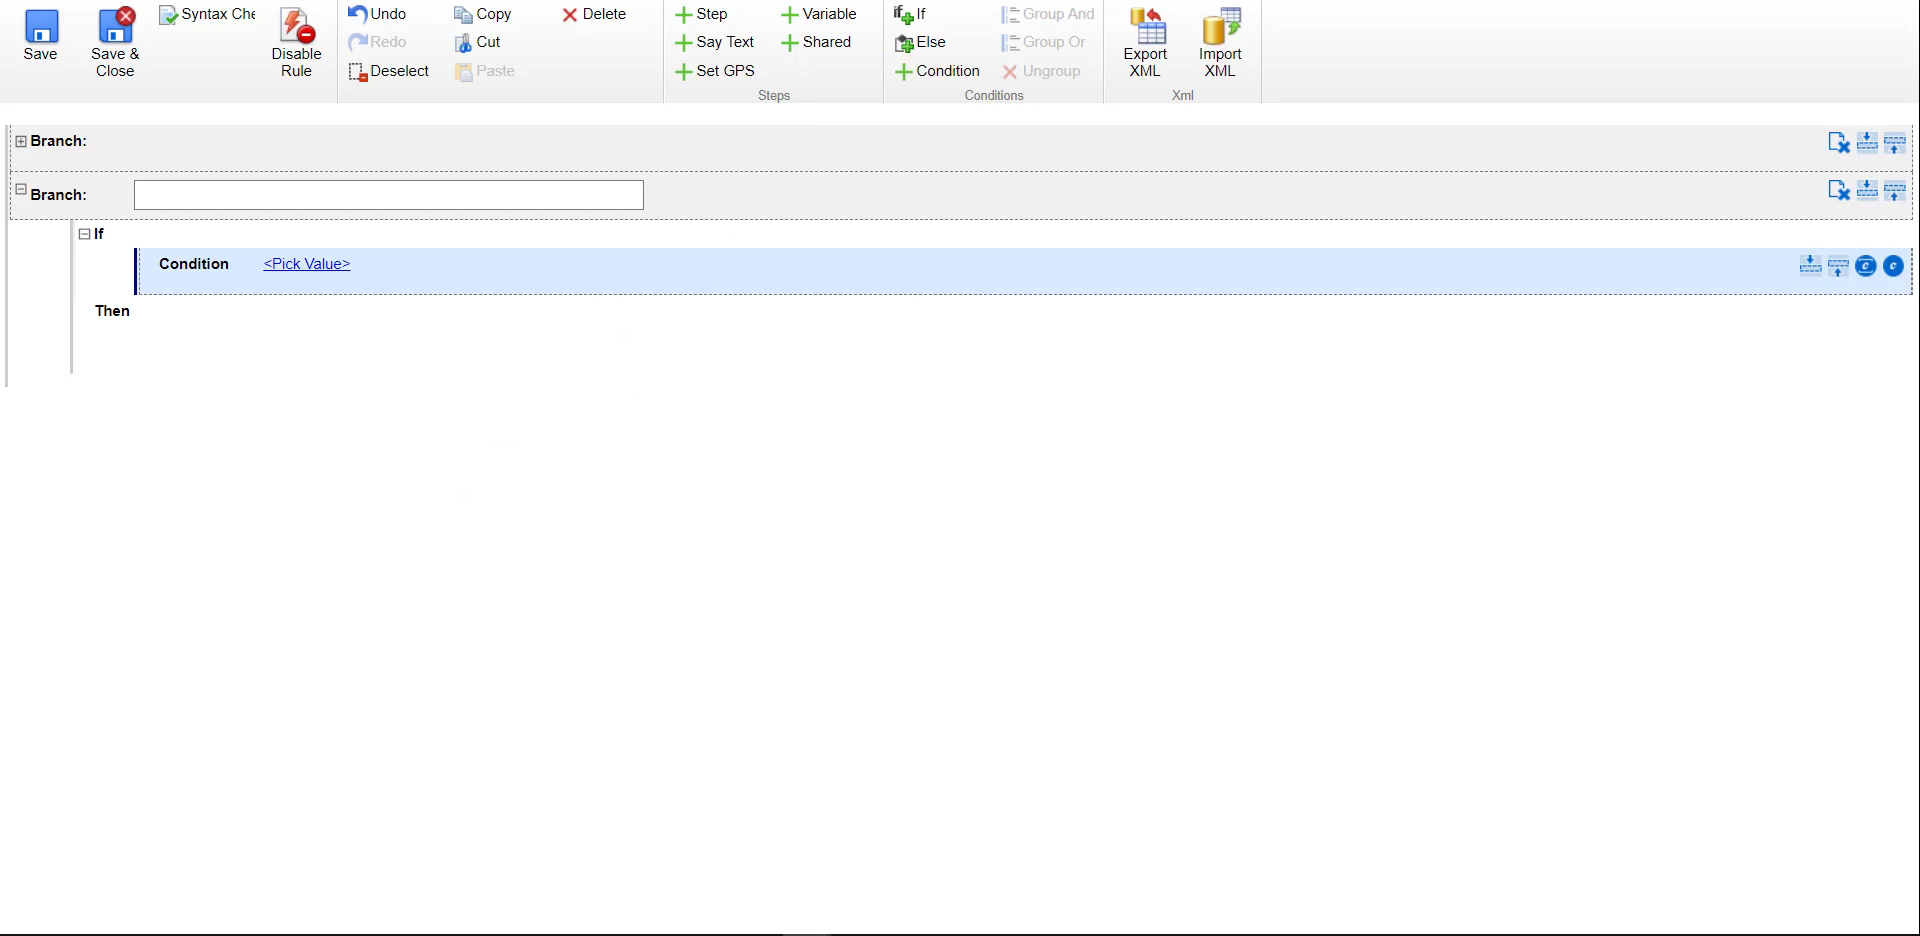 Save
Save &
Close
Syntax Che
Disable
Rule
Undo
Redo
Deselect
Copy
Cut
Paste
Delete
Step
Say Text
Set GPS
Variable
Shared
Steps
If
Else
Condition
Group And
Group Or
Ungroup
Conditions
Export
XML
Import
XML
Xml
Branch:
Branch:
If
Condition <Pick Value>
Then